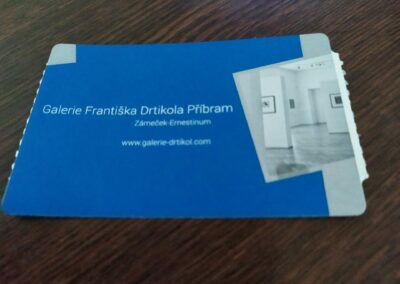 Galerie Františka Drtikola Příbram
Zámeček-Ernestinum
www.galerie-drtikol.com